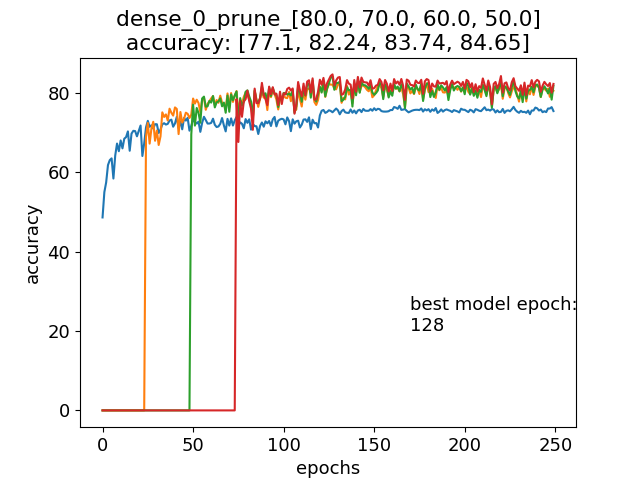 dense_0_prune_[80.0, 70.0, 60.0, 50.0]
accuracy: [77.1, 82.24, 83.74, 84.65]
accuracy
80
60
40
20
0
best model epoch:
128
0 50 100 150 200 250
epochs